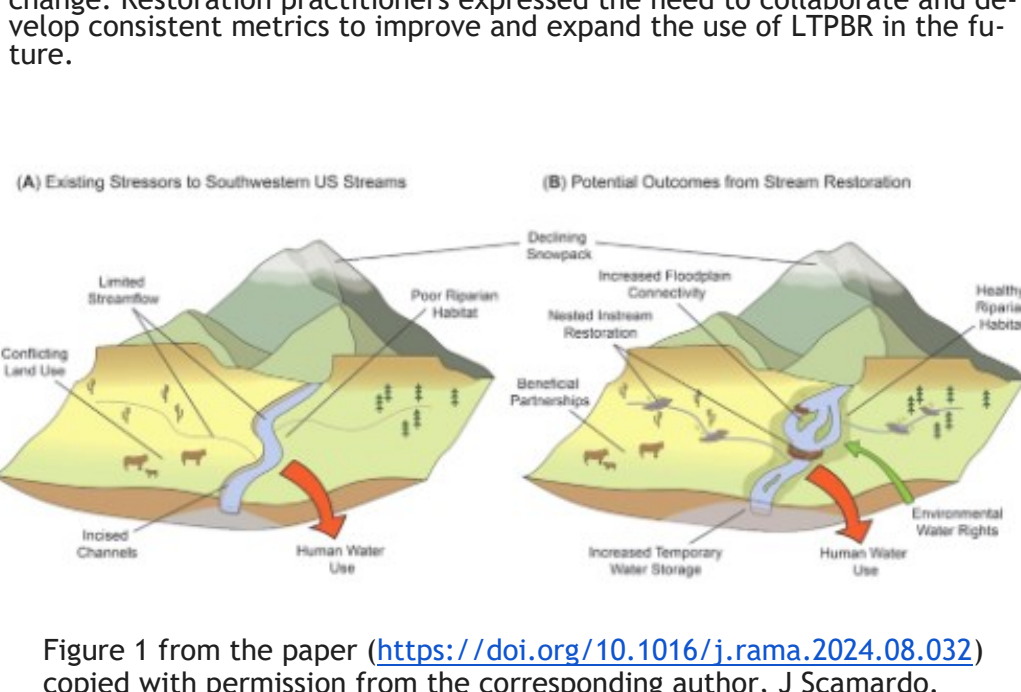 change. Restoration practitioners expressed the need to collaborate and de-
velop consistent metrics to improve and expand the use of LTPBR in the fu-
ture.
(A) Existing Stressors to Southwestern US Streams
(B) Potential Outcomes from Stream Restoration
Declining
Snowpack
Limited
Streamflow
Poor Riparian
Habitat
Conflicting
Land Use
Incised
Channels
Human Water
Use
Increased Floodplain
Connectivity
Nested Instream
Restoration
Healthy
Riparian
Habitat
Beneficial
Partnerships
Environmental
Water Rights
Increased Temporary
Water Storage
Human Water
Use
Figure 1 from the paper (https://doi.org/10.1016/j.rama.2024.08.032)
copied with permission from the corresponding author, J Scamardo.